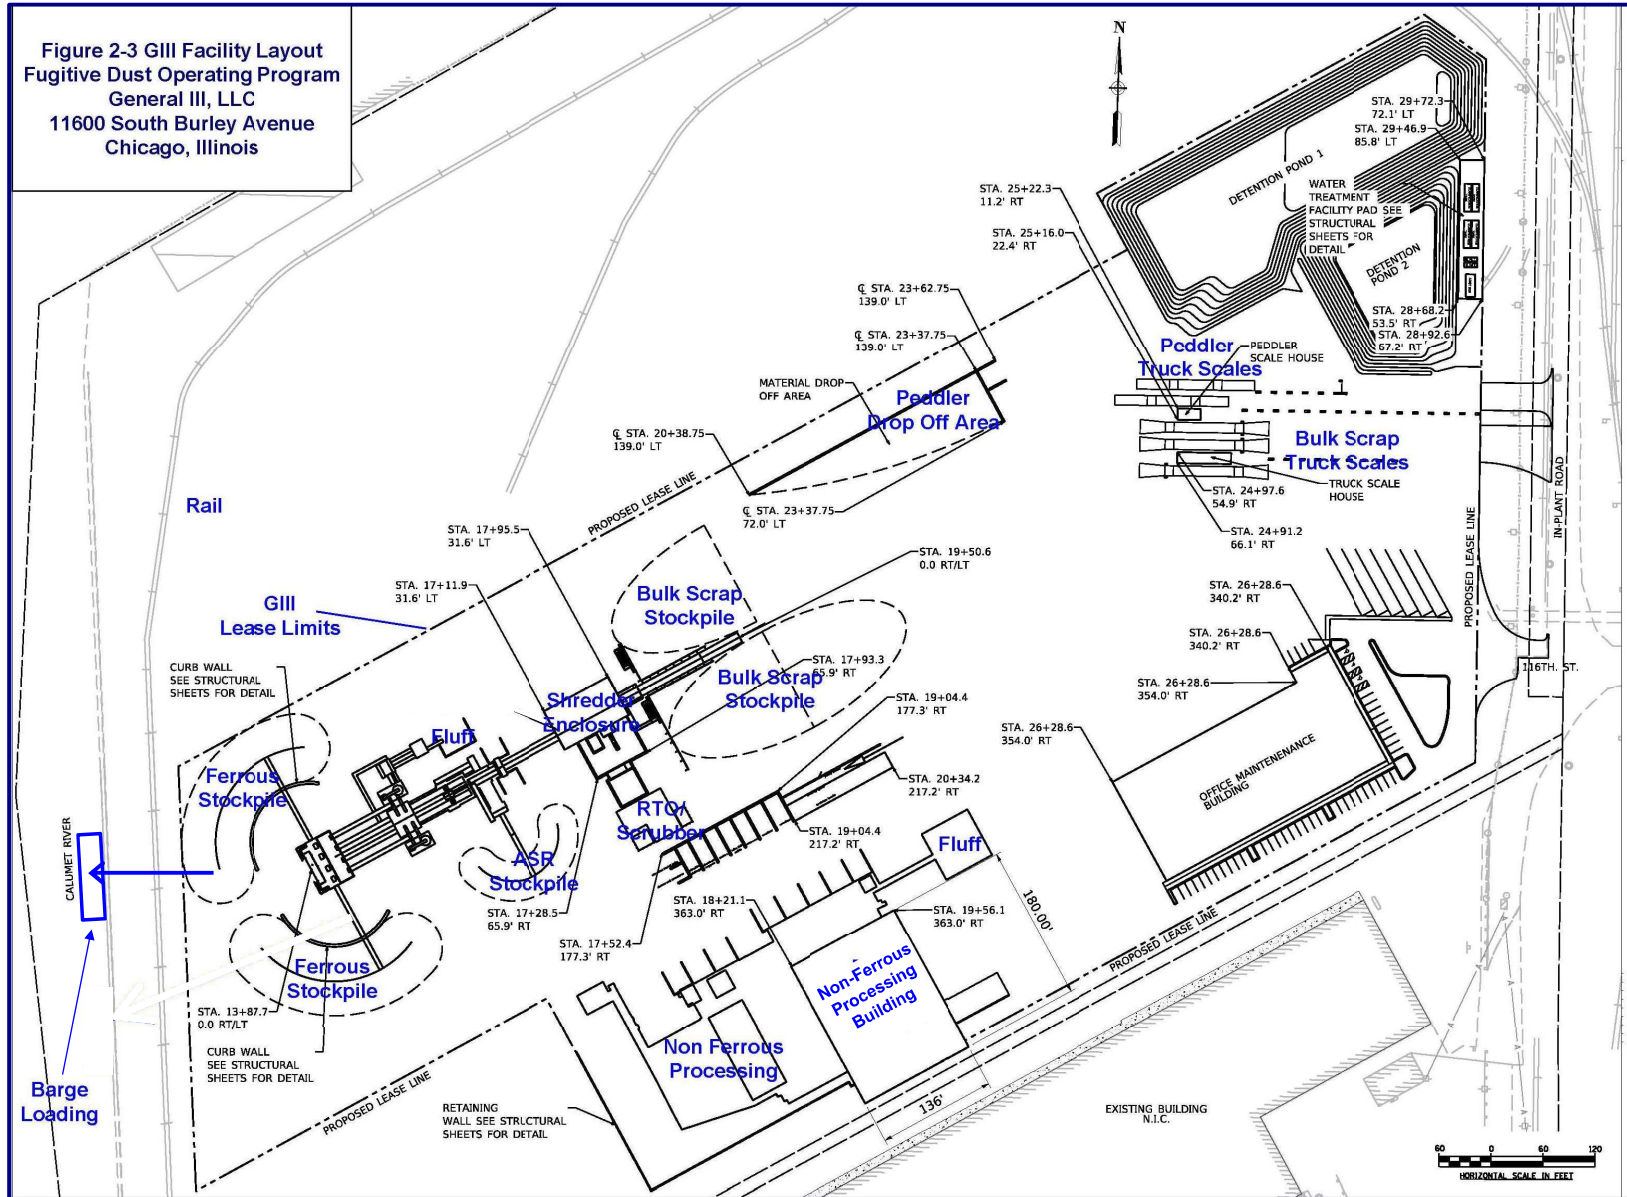 Figure 2-3 GIII Facility Layout
Fugitive Dust Operating Program
General III, LLC
11600 South Burley Avenue
Chicago, Illinois
N
STA. 29+72.3
72.1' LT
STA. 29+46.9
85.8' LT
DETENTION POND 1
WATER
TREATMENT
FACILITY PAD SEE
STRUCTURAL
SHEETS FOR
DETAIL
DETENTION
POND 2
STA. 28+68.2
53.5' RT
STA. 28+92.6
67.2' RT
STA. 25+22.3
11.2' RT
STA. 25+16.0
22.4' RT
℄ STA. 23+62.75
139.0' LT
℄ STA. 23+37.75
139.0' LT
Peddler
Truck Scales
PEDDLER
SCALE HOUSE
MATERIAL DROP
OFF AREA
Peddler
Drop Off Area
℄ STA. 20+38.75
139.0' LT
Bulk Scrap
Truck Scales
TRUCK SCALE
HOUSE
STA. 24+97.6
54.9' RT
STA. 24+91.2
66.1' RT
℄ STA. 23+37.75
72.0' LT
PROPOSED LEASE LINE
IN-PLANT ROAD
PROPOSED LEASE LINE
Rail
STA. 17+95.5
31.6' LT
STA. 19+50.6
0.0 RT/LT
STA. 17+11.9
31.6' LT
Bulk Scrap
Stockpile
GIII
Lease Limits
STA. 26+28.6
340.2' RT
STA. 26+28.6
340.2' RT
STA. 26+28.6
354.0' RT
116TH. ST.
CURB WALL
SEE STRUCTURAL
SHEETS FOR DETAIL
STA. 17+93.3
65.9' RT
Bulk Scrap
Stockpile
Shredder
Enclosure
STA. 19+04.4
177.3' RT
STA. 26+28.6
354.0' RT
Fluff
Ferrous
Stockpile
OFFICE MAINTENENANCE
BUILDING
STA. 20+34.2
217.2' RT
RTO/
Scrubber
STA. 19+04.4
217.2' RT
Fluff
CALUMET RIVER
ASR
Stockpile
STA. 17+28.5
65.9' RT
STA. 18+21.1
363.0' RT
STA. 19+56.1
363.0' RT
180.00'
STA. 17+52.4
177.3' RT
PROPOSED LEASE LINE
Ferrous
Stockpile
Non-Ferrous
Processing
Building
STA. 13+87.7
0.0 RT/LT
CURB WALL
SEE STRUCTURAL
SHEETS FOR DETAIL
Non Ferrous
Processing
Barge
Loading
PROPOSED LEASE LINE
RETAINING
WALL SEE STRUCTURAL
SHEETS FOR DETAIL
136'
EXISTING BUILDING
N.I.C.
60 0 60 120
HORIZONTAL SCALE IN FEET